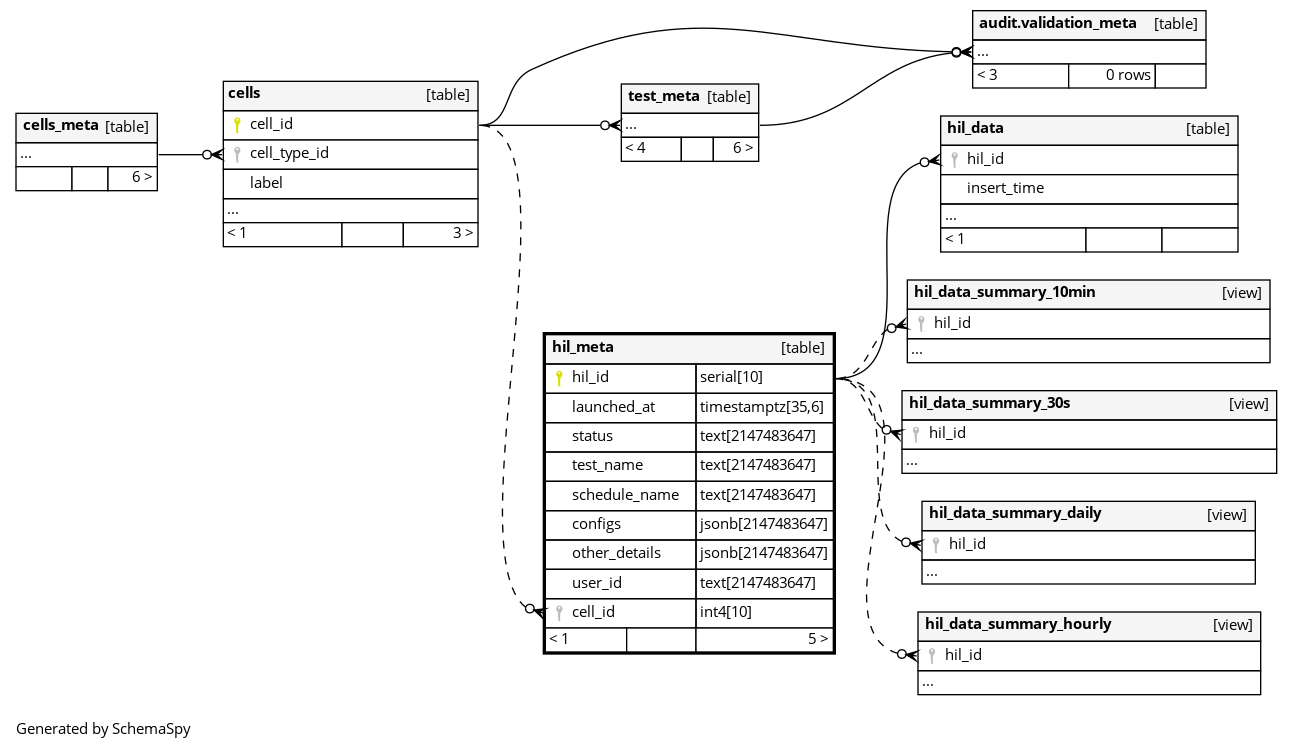 audit.validation_meta [table]
...
< 3 0 rows
cells [table]
cell_id
cell_type_id
label
...
< 1 3 >
test_meta [table]
...
< 4 6 >
cells_meta [table]
...
6 >
hil_data [table]
hil_id
insert_time
...
< 1
hil_data_summary_10min [view]
hil_id
...
hil_meta [table]
hil_id serial[10]
launched_at timestamptz[35,6]
status text[2147483647]
test_name text[2147483647]
schedule_name text[2147483647]
configs jsonb[2147483647]
other_details jsonb[2147483647]
user_id text[2147483647]
cell_id int4[10]
< 1 5 >
hil_data_summary_30s [view]
hil_id
...
hil_data_summary_daily [view]
hil_id
...
hil_data_summary_hourly [view]
hil_id
...
Generated by SchemaSpy